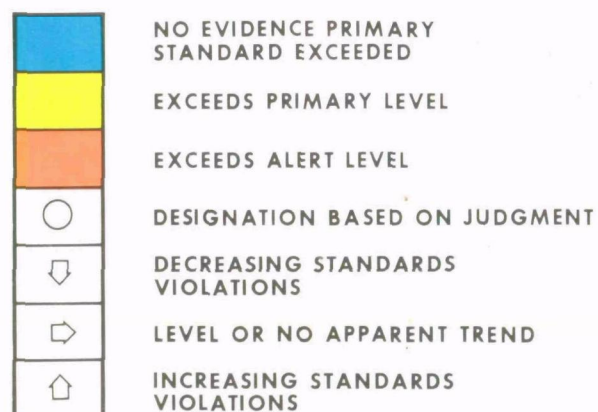 NO EVIDENCE PRIMARY
STANDARD EXCEEDED
EXCEEDS PRIMARY LEVEL
EXCEEDS ALERT LEVEL
DESIGNATION BASED ON JUDGMENT
DECREASING STANDARDS
VIOLATIONS
LEVEL OR NO APPARENT TREND
INCREASING STANDARDS
VIOLATIONS